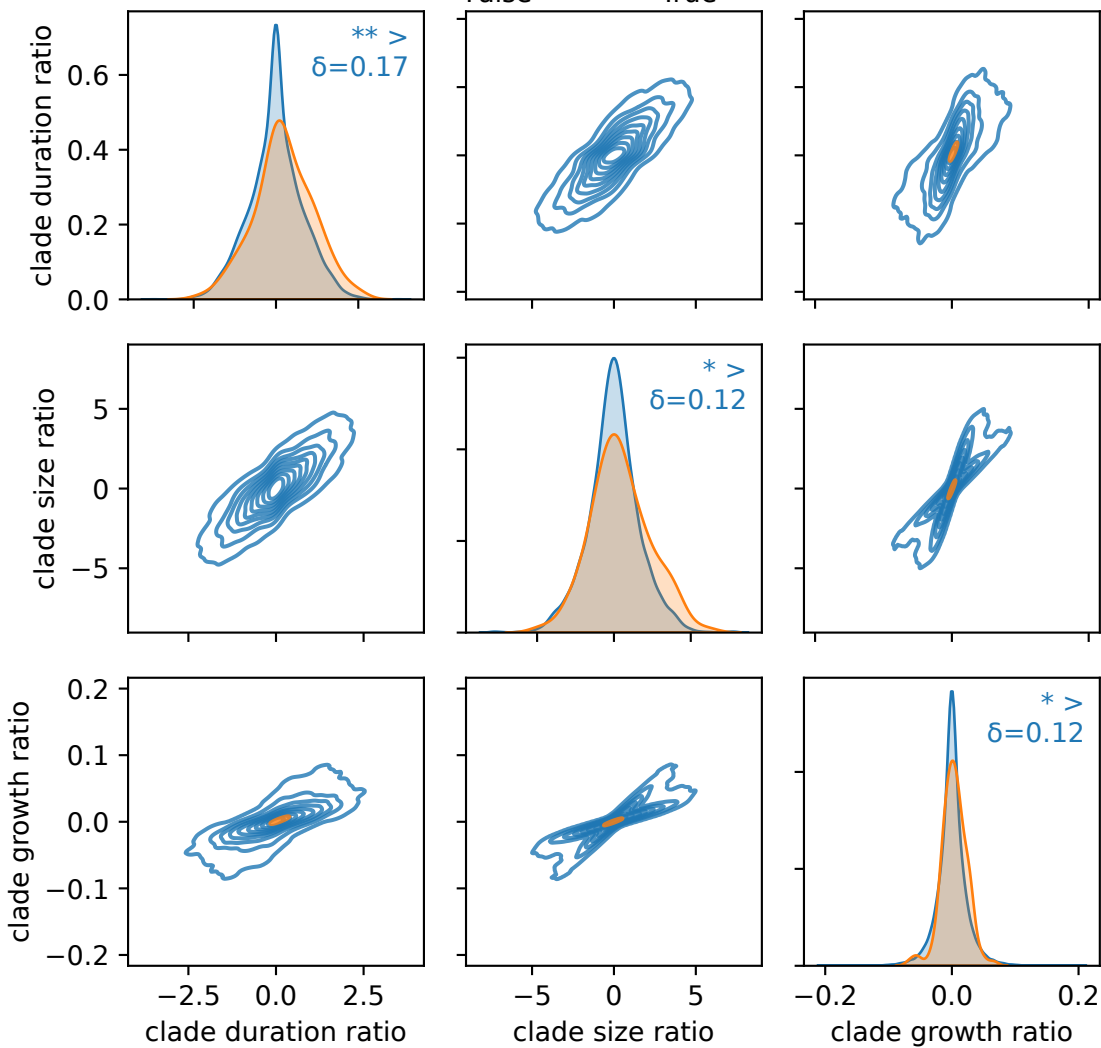 clade duration ratio
0.6
0.4
0.2
0.0
** >
δ=0.17
clade size ratio
5
0
−5
* >
δ=0.12
clade growth ratio
0.2
0.1
0.0
−0.1
−0.2
* >
δ=0.12
−2.5 0.0 2.5
clade duration ratio
−5 0 5
clade size ratio
−0.2 0.0 0.2
clade growth ratio